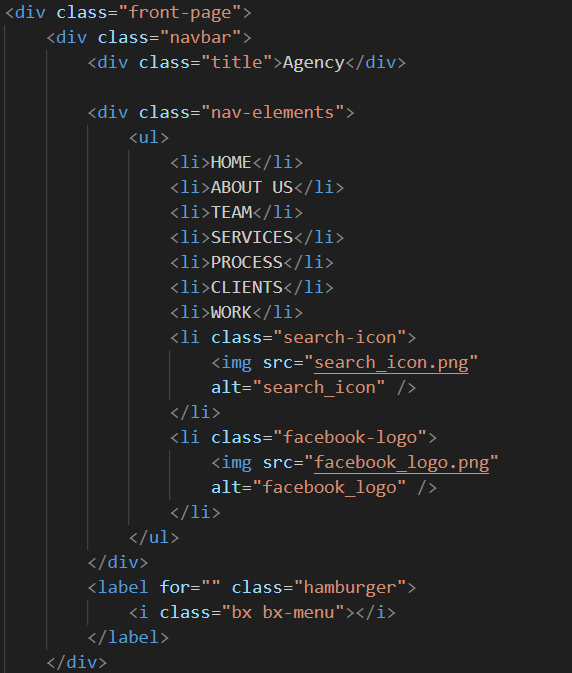 <div class="front-page">
<div class="navbar">
<div class="title">Agency</div>
<div class="nav-elements">
<ul>
<li>HOME</li>
<li>ABOUT US</li>
<li>TEAM</li>
<li>SERVICES</li>
<li>PROCESS</li>
<li>CLIENTS</li>
<li>WORK</li>
<li class="search-icon">
<img src="search_icon.png"
alt="search_icon" />
</li>
<li class="facebook-logo">
<img src="facebook_logo.png"
alt="facebook_logo" />
</li>
</ul>
</div>
<label for="" class="hamburger">
<i class="bx bx-menu"></i>
</label>
</div>